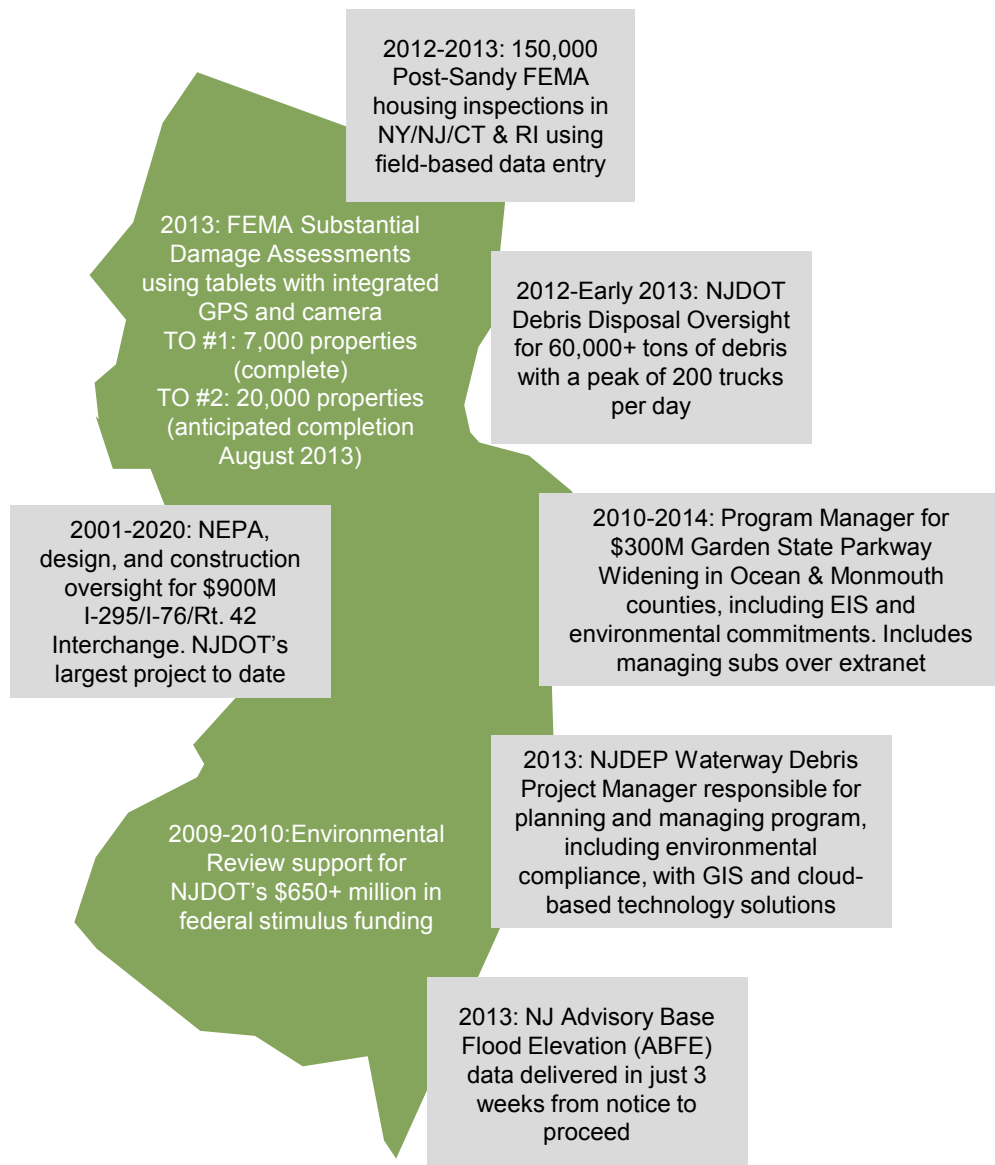 2012-2013: 150,000
Post-Sandy FEMA
housing inspections in
NY/NJ/CT & RI using
field-based data entry
2013: FEMA Substantial
Damage Assessments
using tablets with integrated
GPS and camera
TO #1: 7,000 properties
(complete)
TO #2: 20,000 properties
(anticipated completion
August 2013)
2012-Early 2013: NJDOT
Debris Disposal Oversight
for 60,000+ tons of debris
with a peak of 200 trucks
per day
2001-2020: NEPA,
design, and construction
oversight for $900M
I-295/I-76/Rt. 42
Interchange. NJDOT’s
largest project to date
2010-2014: Program Manager for
$300M Garden State Parkway
Widening in Ocean & Monmouth
counties, including EIS and
environmental commitments. Includes
managing subs over extranet
2013: NJDEP Waterway Debris
Project Manager responsible for
planning and managing program,
including environmental
compliance, with GIS and cloud-
based technology solutions
2009-2010:Environmental
Review support for
NJDOT’s $650+ million in
federal stimulus funding
2013: NJ Advisory Base
Flood Elevation (ABFE)
data delivered in just 3
weeks from notice to
proceed